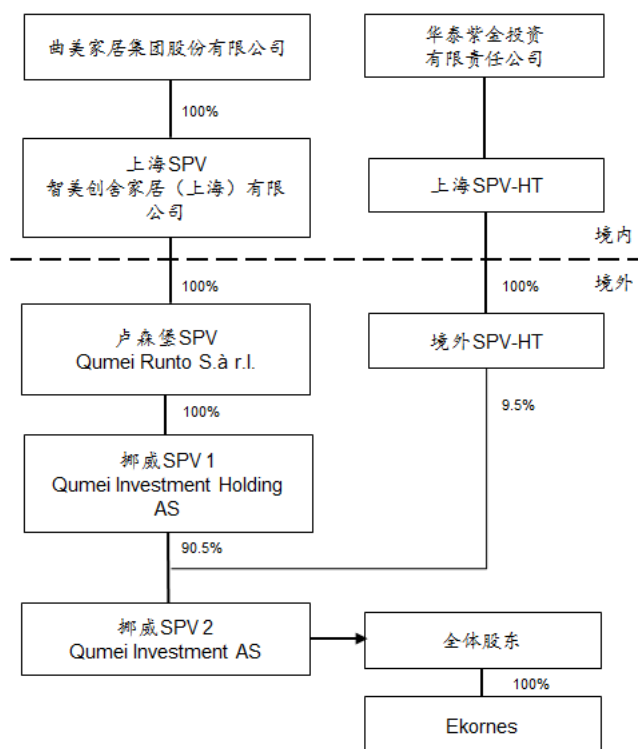 曲美家居集团股份有限公司
华泰紫金投资
有限责任公司
100%
上海SPV
智美创舍家居（上海）有限
公司
上海SPV-HT
境内
境外
100%
100%
卢森堡SPV
Qumei Runto S.à r.l.
境外SPV-HT
100%
9.5%
挪威SPV 1
Qumei Investment Holding
AS
90.5%
挪威SPV 2
Qumei Investment AS
全体股东
100%
Ekornes